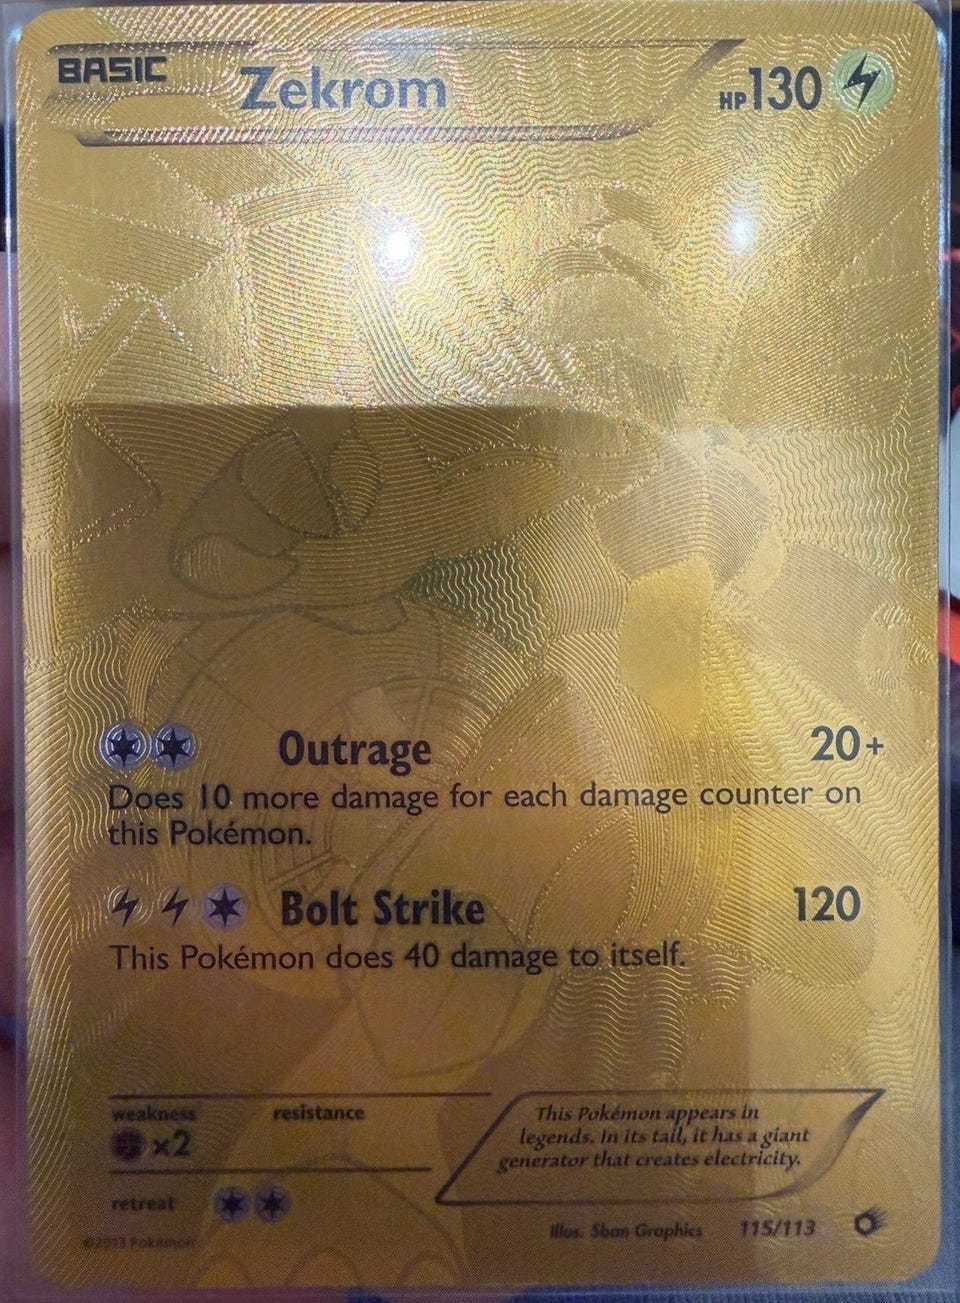 BASIC Zekrom HP130
Outrage 20+
Does 10 more damage for each damage counter on
this Pokémon.
Bolt Strike 120
This Pokémon does 40 damage to itself.
weakness resistance
×2
This Pokémon appears in
legends. In its tail, it has a giant
generator that creates electricity.
retreat
Illus. 5ban Graphics 115/113
©2013 Pokémon